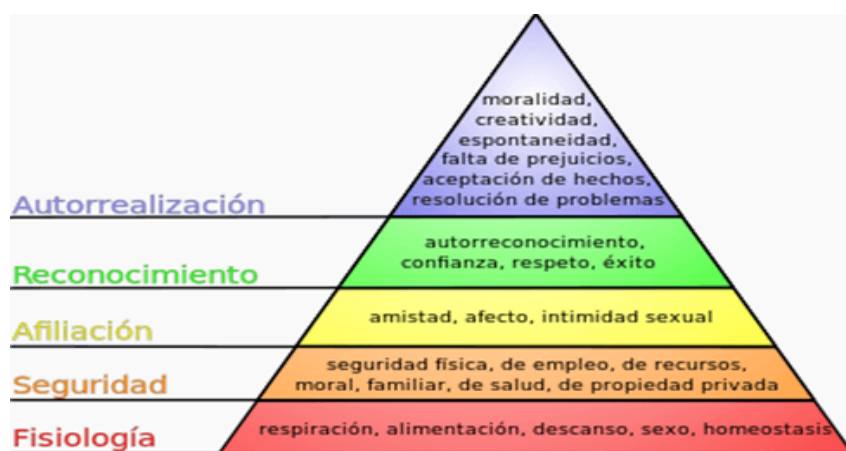 moralidad,
creatividad,
espontaneidad,
falta de prejuicios,
aceptación de hechos,
resolución de problemas
Autorrealización
autorreconocimiento,
confianza, respeto, éxito
Reconocimiento
amistad, afecto, intimidad sexual
Afiliación
seguridad física, de empleo, de recursos,
moral, familiar, de salud, de propiedad privada
Seguridad
respiración, alimentación, descanso, sexo, homeostasis
Fisiología